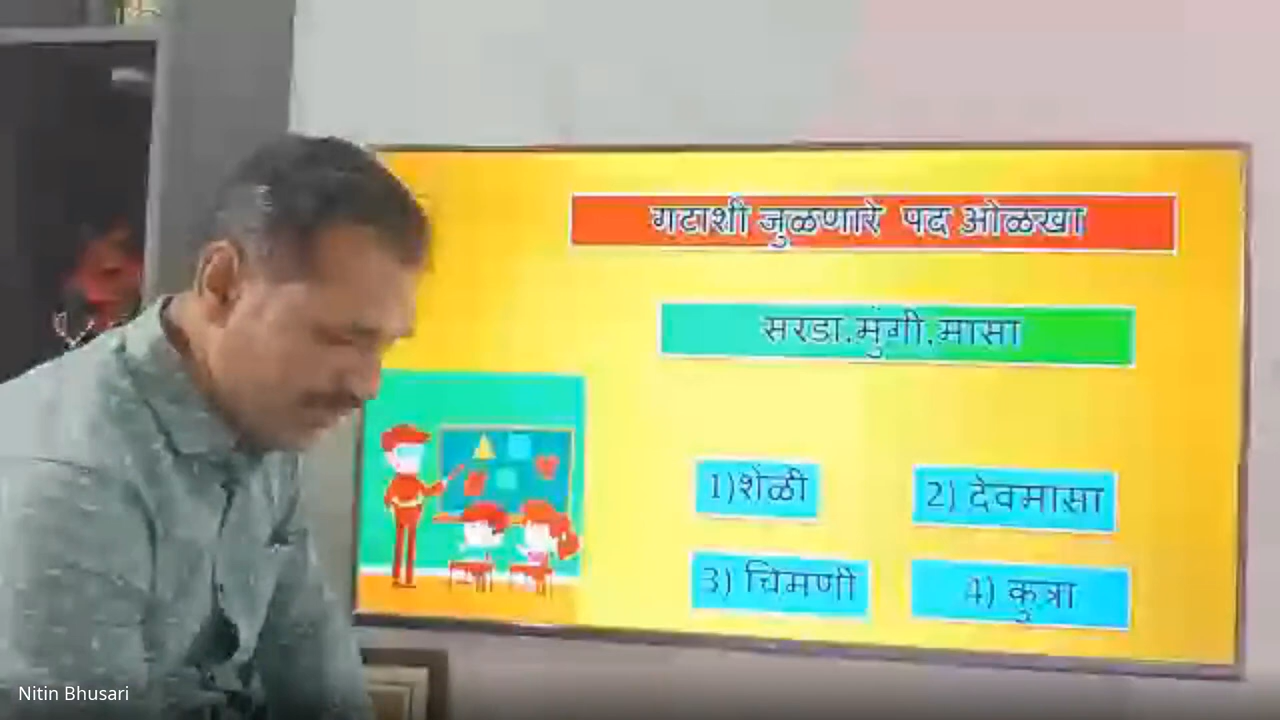 गटाशी जुळणारे पद ओळखा
सरडा.मुंगी.मासा
1)शेळी
2) देवमासा
3) चिमणी
4) कुत्रा
Nitin Bhusari